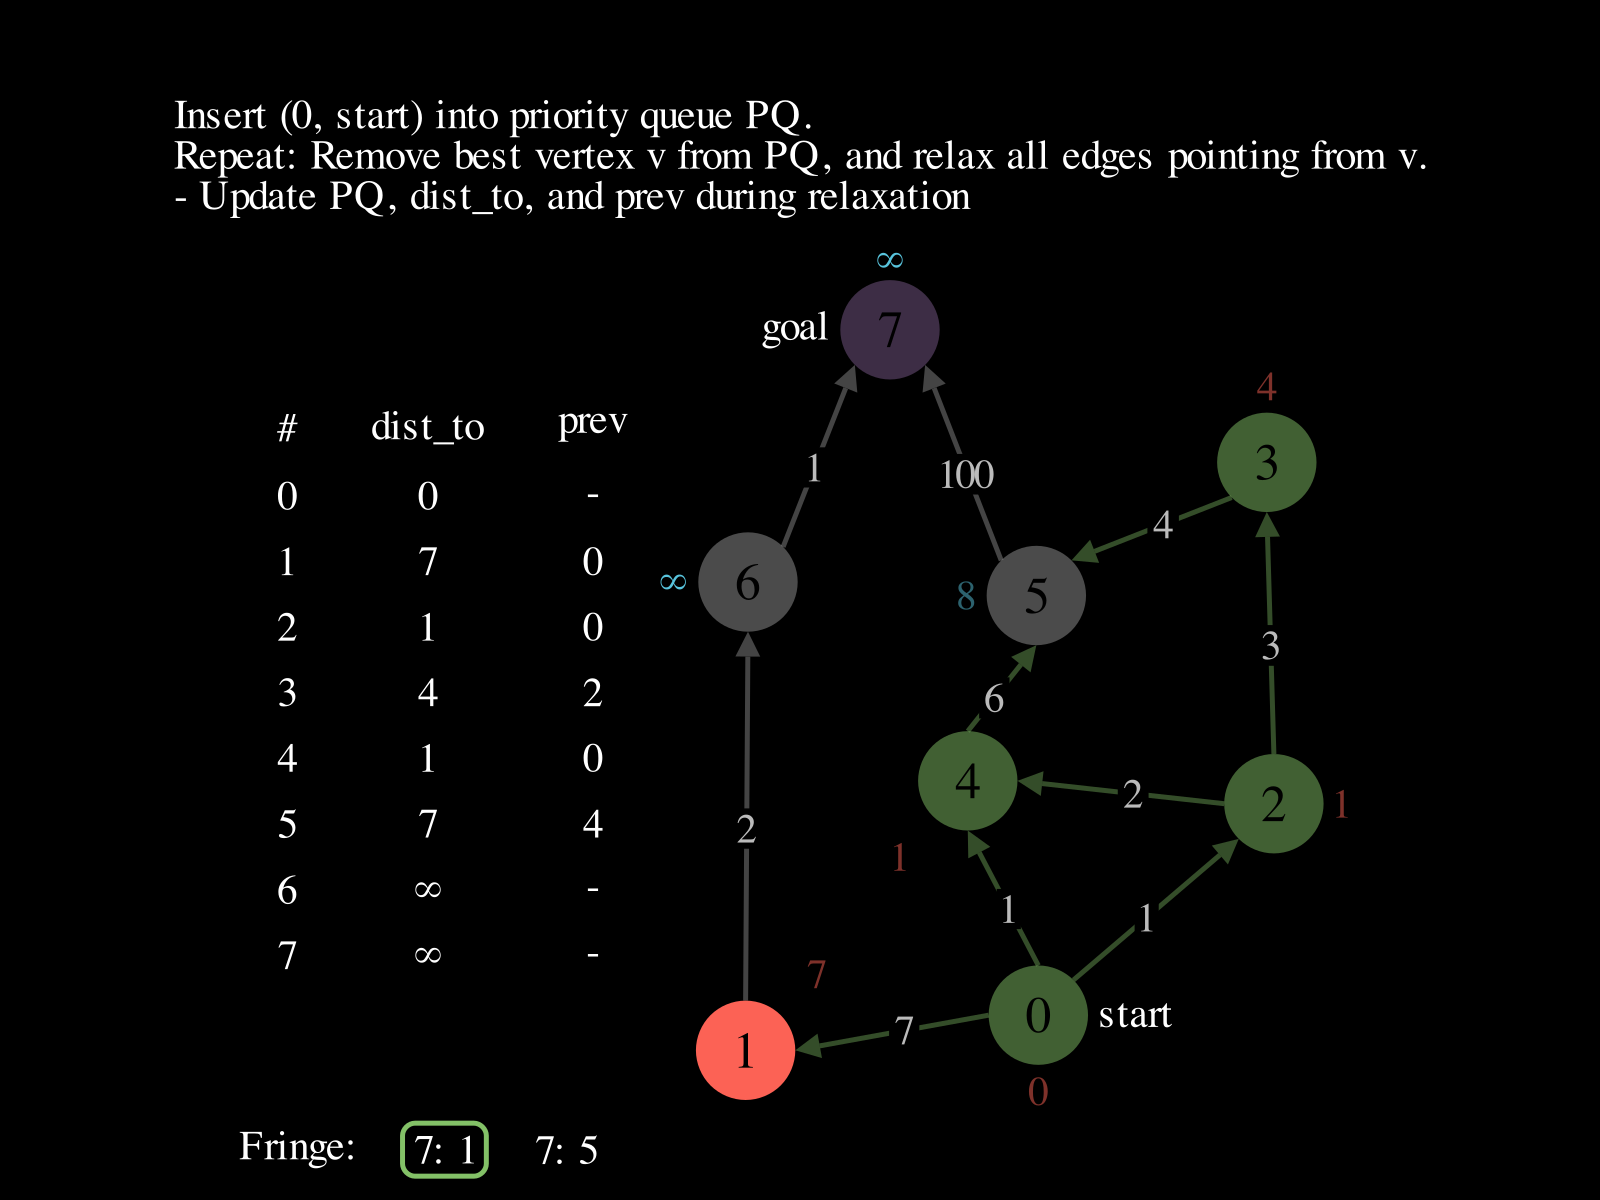 Insert (0, start) into priority queue PQ.
Repeat: Remove best vertex v from PQ, and relax all edges pointing from v.
- Update PQ, dist_to, and prev during relaxation
∞
goal 7
4
3
1
100
4
# dist_to prev
0 0 -
1 7 0
2 1 0
3 4 2
4 1 0
5 7 4
6 ∞ -
7 ∞ -
∞ 6
8 5
3
6
4
2
2 1
2
1
1
1
7
1
7
0 start
0
Fringe: 7: 1 7: 5